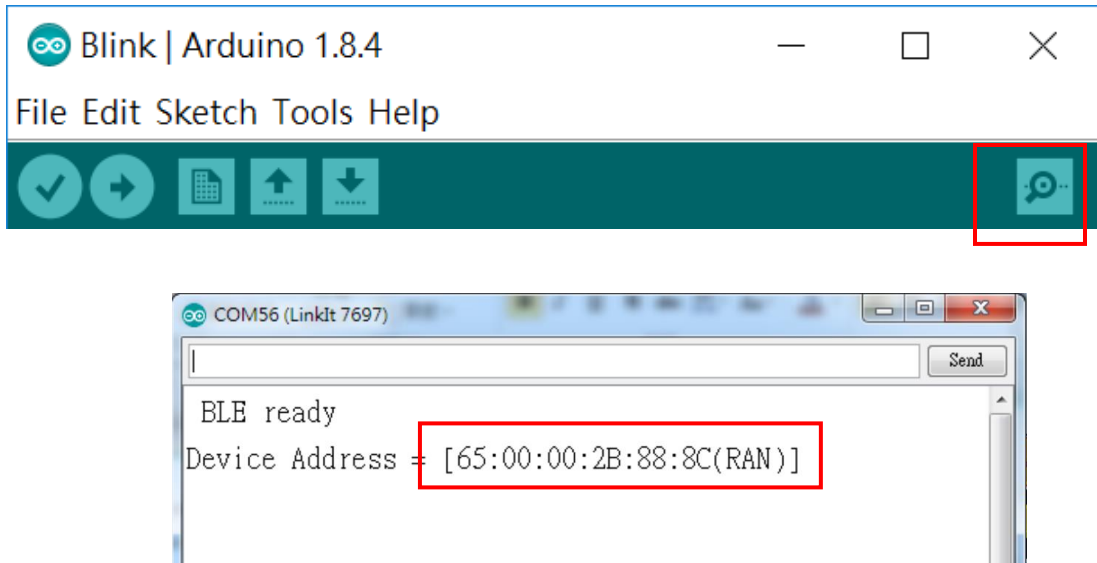 Blink | Arduino 1.8.4
File Edit Sketch Tools Help
COM56 (LinkIt 7697)
Send
BLE ready
Device Address = [65:00:00:2B:88:8C(RAN)]